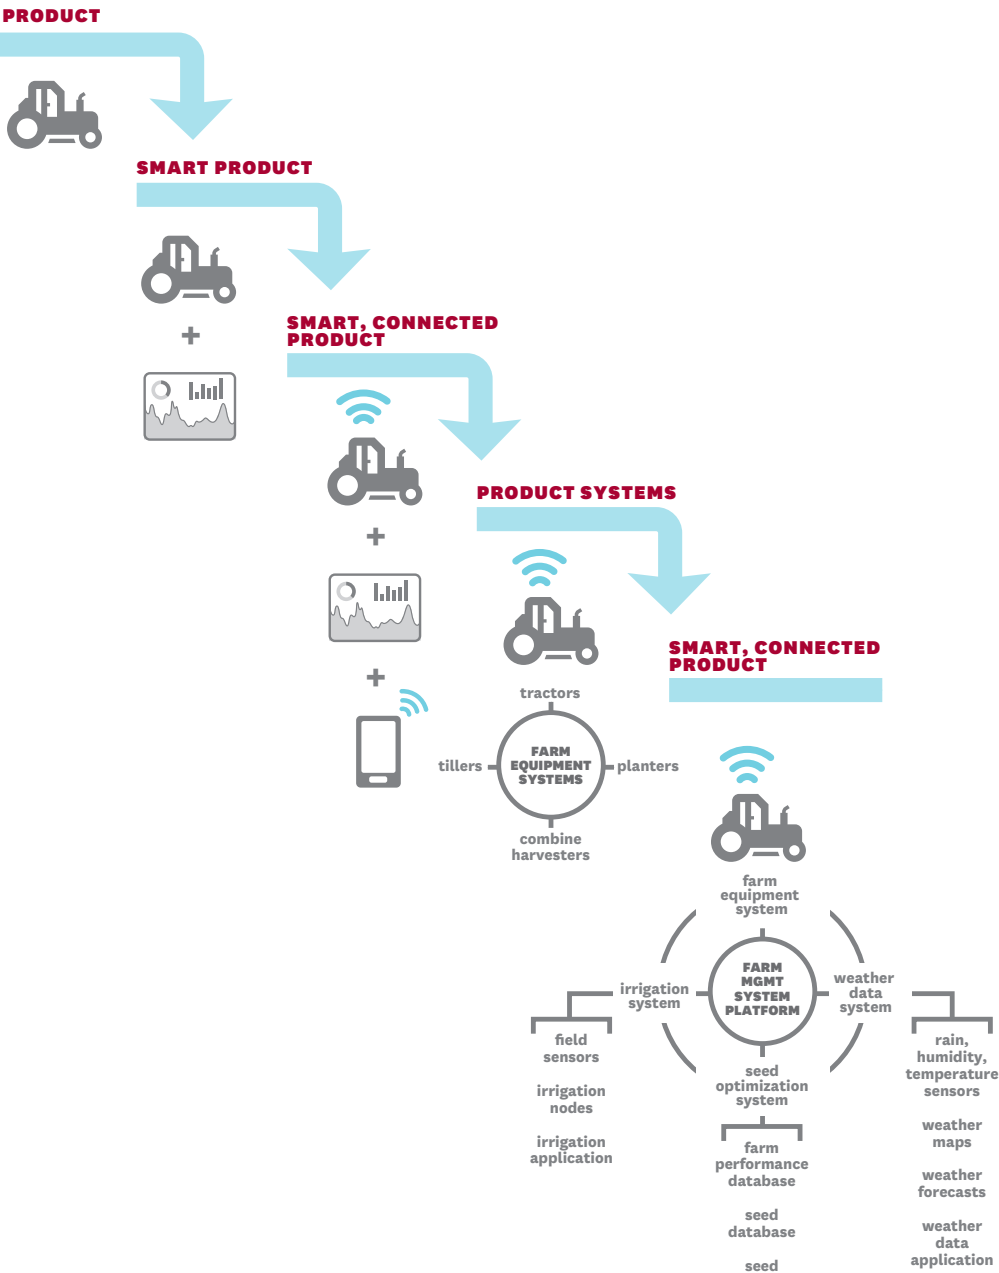 PRODUCT
SMART PRODUCT
SMART, CONNECTED
PRODUCT
PRODUCT SYSTEMS
tractors
tillers
FARM
EQUIPMENT
SYSTEMS
planters
combine
harvesters
SMART, CONNECTED
PRODUCT
farm
equipment
system
irrigation
system
FARM
MGMT
SYSTEM
PLATFORM
weather
data
system
seed
optimization
system
field
sensors
irrigation
nodes
irrigation
application
farm
performance
database
seed
database
seed
rain,
humidity,
temperature
sensors
weather
maps
weather
forecasts
weather
data
application